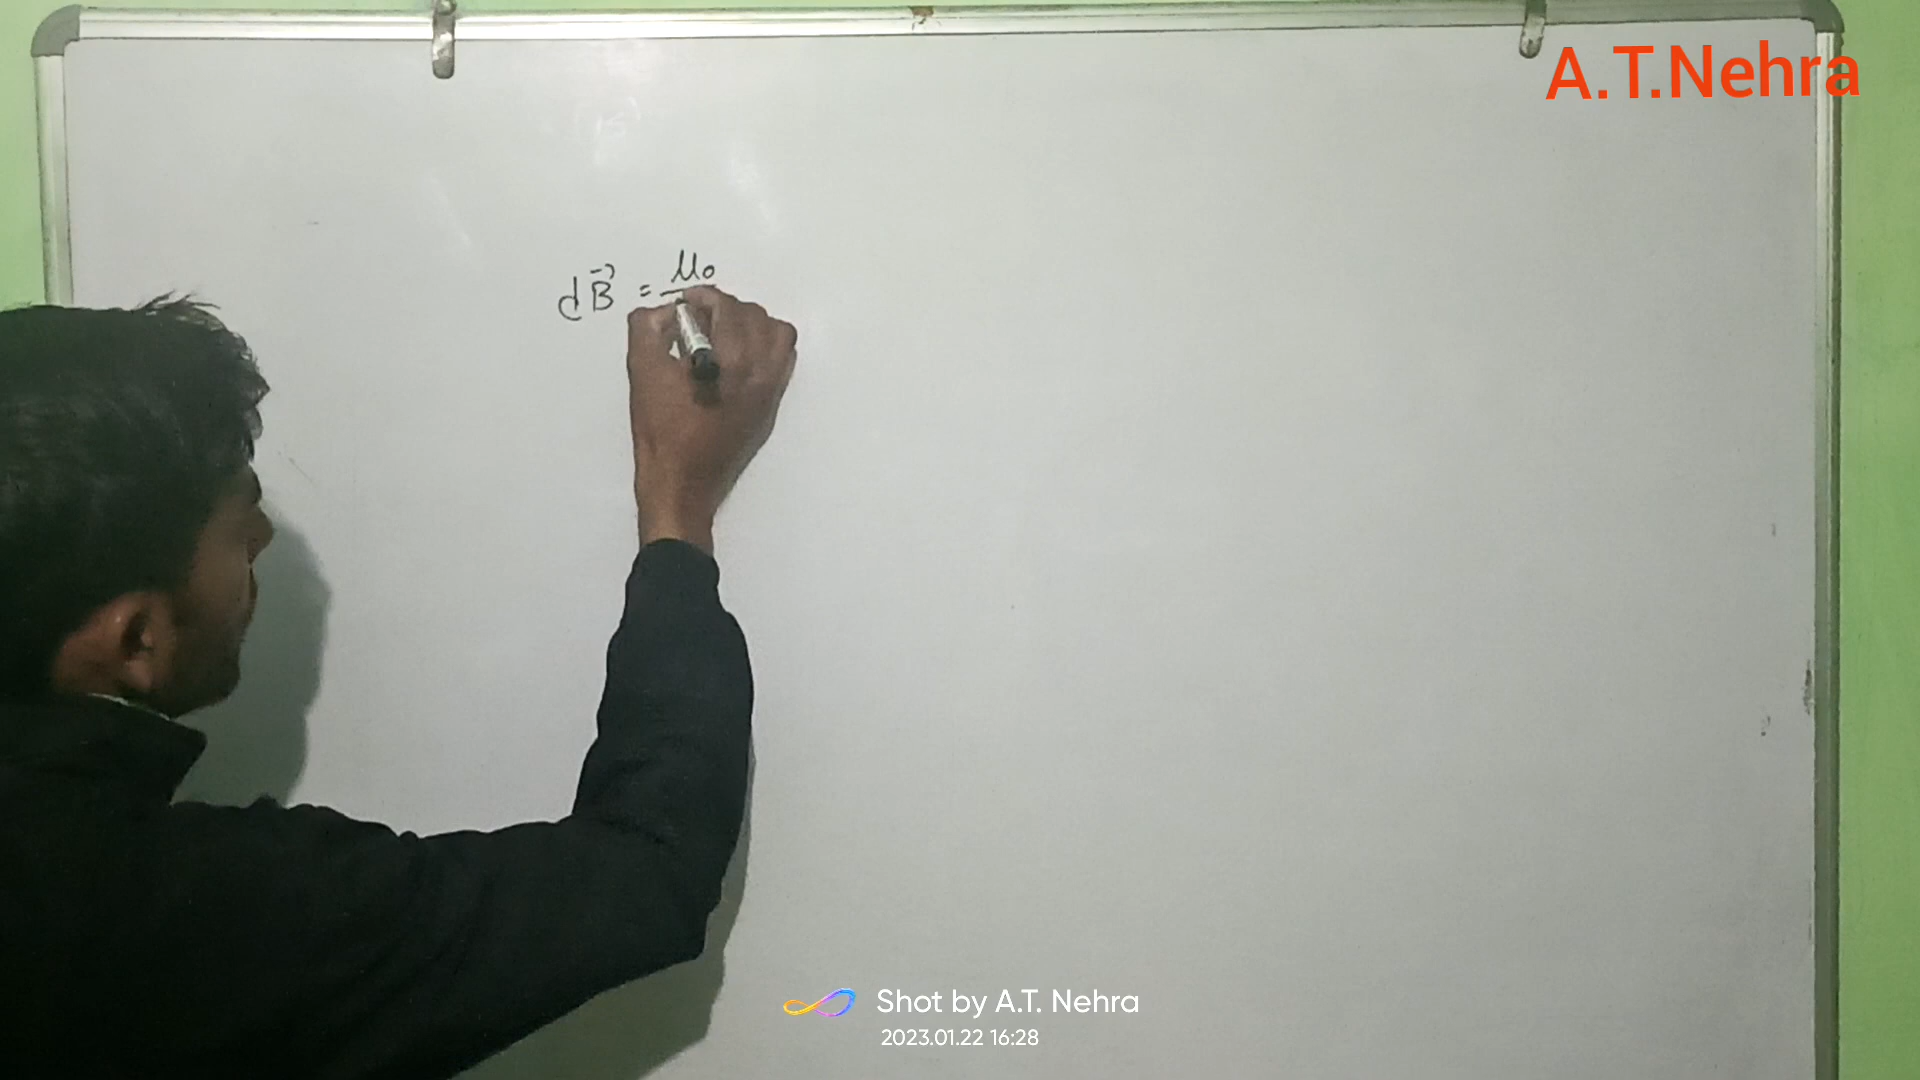 A.T.Nehra
dB⃗ = μ₀
Shot by A.T. Nehra
2023.01.22 16:28